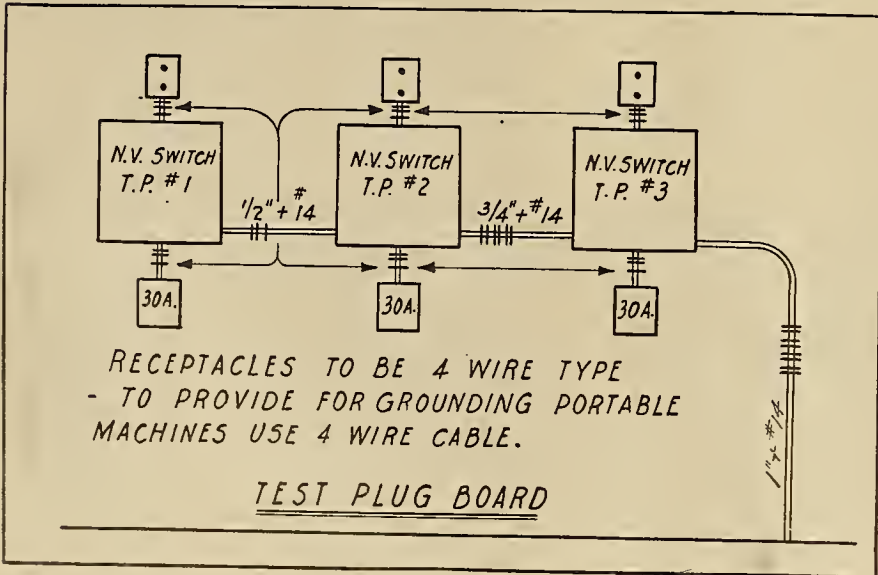 N.V. SWITCH
T.P. #1
N.V. SWITCH
T.P. #2
N.V. SWITCH
T.P. #3
1/2" + #14
3/4" + #14
30A.
30A.
30A.
RECEPTACLES TO BE 4 WIRE TYPE
- TO PROVIDE FOR GROUNDING PORTABLE
MACHINES USE 4 WIRE CABLE.
1" #14
TEST PLUG BOARD